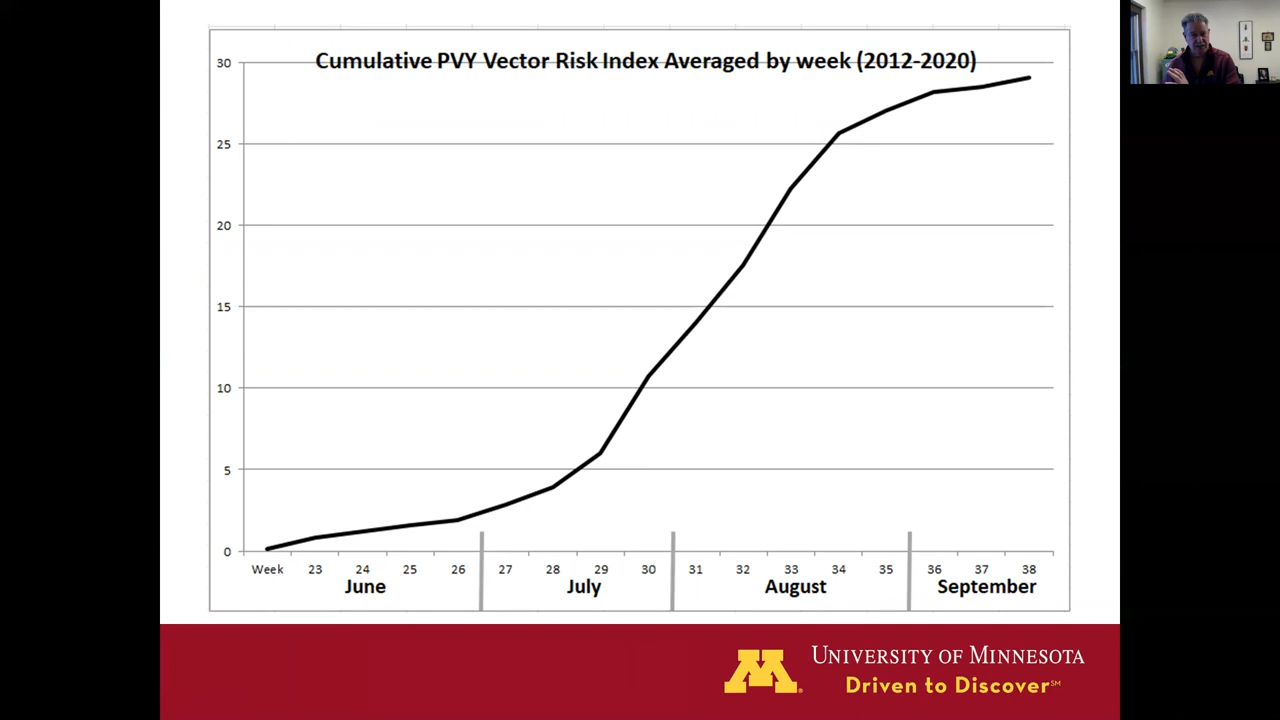 Cumulative PVY Vector Risk Index Averaged by week (2012-2020)
30
25
20
15
10
5
0
Week 23 24 25 26 27 28 29 30 31 32 33 34 35 36 37 38
June July August September
M
UNIVERSITY OF MINNESOTA
Driven to Discover℠